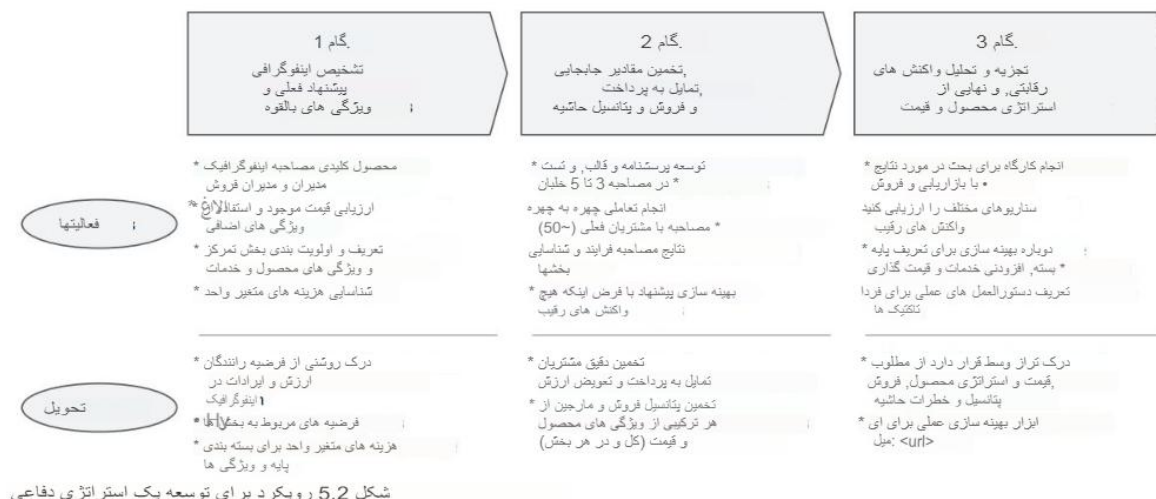 گام 1.
تشخیص اینفوگرافی
پیشنهاد فعلی و
ویژگی های بالقوه
گام 2.
تخمین مقادیر جابجایی,
تمایل به پرداخت,
و فروش و پتانسیل حاشیه
گام 3.
تجزیه و تحلیل واکنش های
رقابتی, و نهایی از
استراتژی محصول و قیمت
فعالیتها
* محصول کلیدی مصاحبه اینفوگرافیک
مدیران و مدیران فروش
ارزیابی قیمت موجود و
ویژگی های اضافی
* تعریف و اولویت بندی بخش تمرکز
و ویژگی های محصول و خدمات
* شناسایی هزینه های متغیر واحد
* توسعه پرسشنامه و قالب, و تست
* در مصاحبه 3 تا 5 خلبان
انجام تعاملی چهره به چهره
* مصاحبه با مشتریان فعلی (~50)
نتایج مصاحبه فرایند و شناسایی
بخشها
* بهینه سازی پیشنهاد با فرض اینکه هیچ
واکنش های رقیب
* انجام کارگاه برای بحث در مورد نتایج
• با بازاریابی و فروش
سناریوهای مختلف را ارزیابی کنید
واکنش های رقیب
* دوباره بهینه سازی برای تعریف پایه
* بسته, افزودنی خدمات و قیمت گذاری
تعریف دستورالعمل های عملی برای فردا
تاکتیک ها
تحویل
* درک روشنی از فرضیه رانندگان
ارزش و ایرادات در
اینفوگرافیک
فرضیه های مربوط به
* هزینه های متغیر واحد برای بسته بندی
پایه و ویژگی ها
* تخمین دقیق مشتریان
تمایل به پرداخت و تعویض ارزش
* تخمین پتانسیل فروش و مارجین از
هر ترکیبی از ویژگی های محصول
و قیمت (کل و در هر بخش)
* درک تراز وسط قرار دارد از مطلوب
قیمت و استراتژی محصول, فروش,
پتانسیل و خطرات حاشیه
* ابزار بهینه سازی عملی برای ای
میل: <url>
شکل 5.2 رویکرد برای توسعه یک استراتژی دفاعی